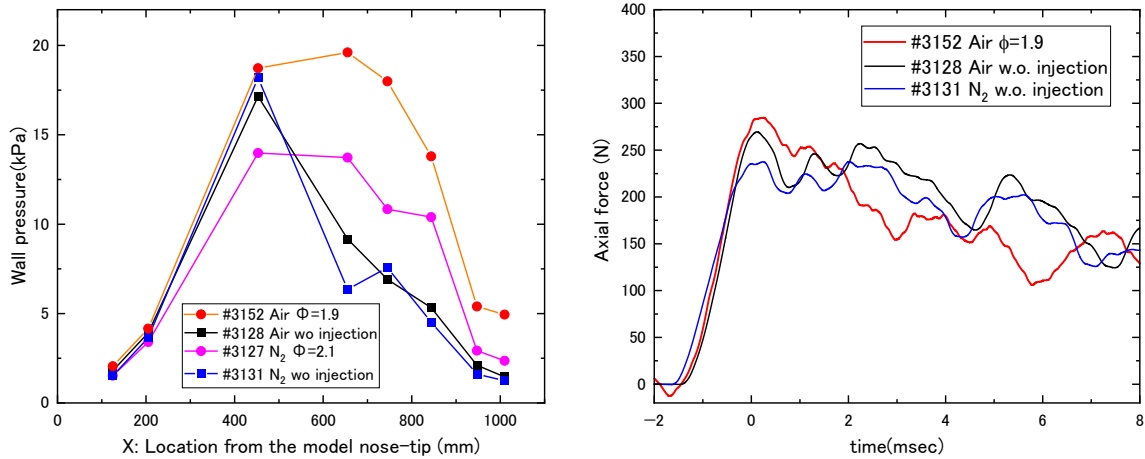 20
15
10
5
0
Wall pressure(kPa)
#3152 Air Φ=1.9
#3128 Air wo injection
#3127 N₂ Φ=2.1
#3131 N₂ wo injection
0 200 400 600 800 1000
X: Location from the model nose-tip (mm)
400
350
300
250
200
150
100
50
0
Axial force (N)
#3152 Air ϕ=1.9
#3128 Air w.o. injection
#3131 N₂ w.o. injection
−2 0 2 4 6 8
time(msec)